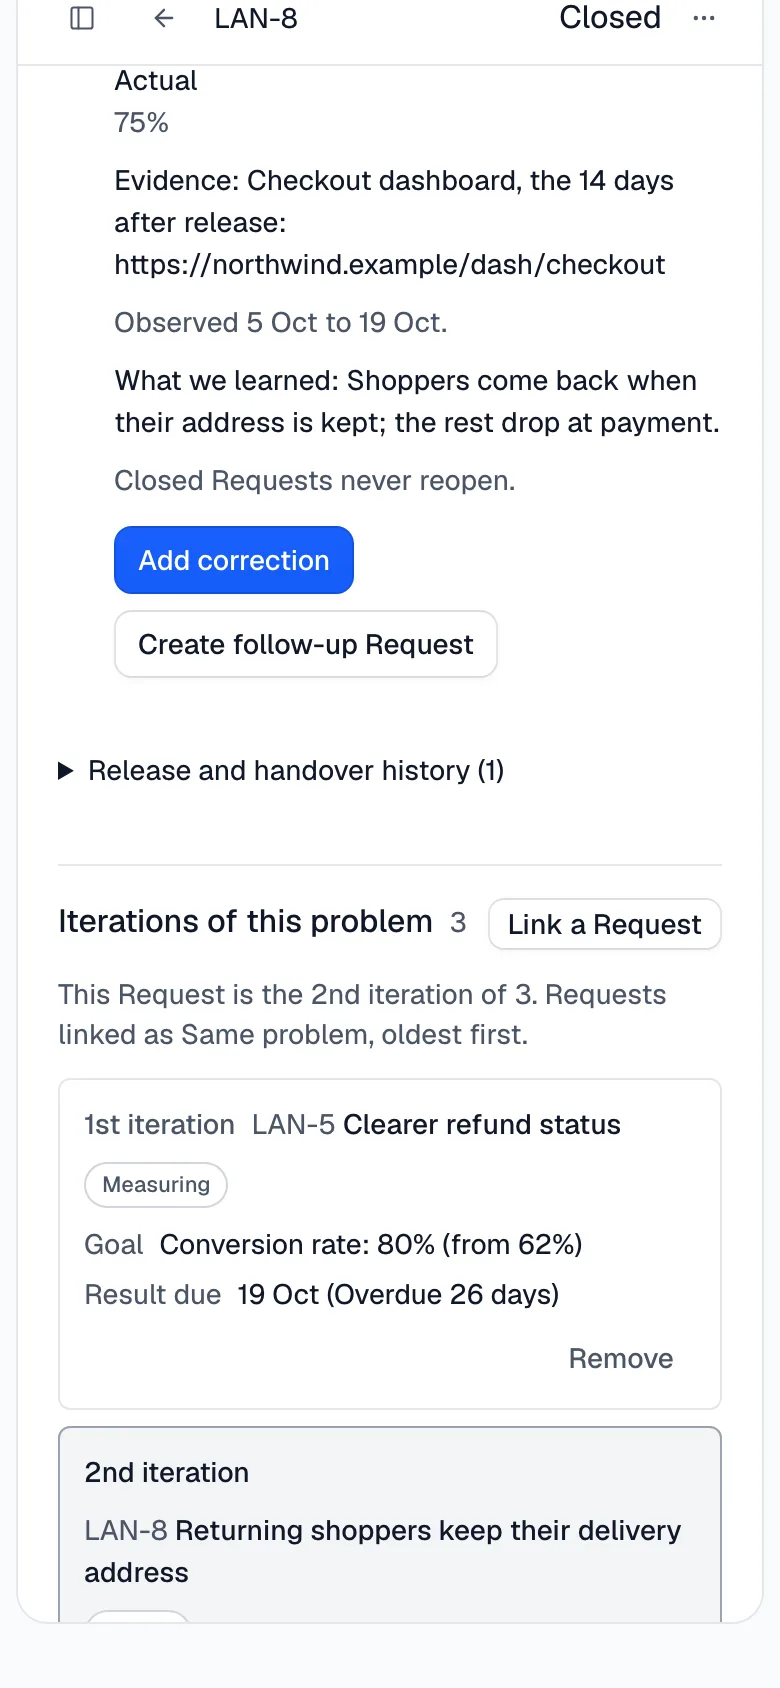 LAN-8
Closed
Actual
75%
Evidence: Checkout dashboard, the 14 days
after release:
https://northwind.example/dash/checkout
Observed 5 Oct to 19 Oct.
What we learned: Shoppers come back when
their address is kept; the rest drop at payment.
Closed Requests never reopen.
Add correction
Create follow-up Request
Release and handover history (1)
Iterations of this problem 3
Link a Request
This Request is the 2nd iteration of 3. Requests
linked as Same problem, oldest first.
1st iteration LAN-5 Clearer refund status
Measuring
Goal Conversion rate: 80% (from 62%)
Result due 19 Oct (Overdue 26 days)
Remove
2nd iteration
LAN-8 Returning shoppers keep their delivery
address